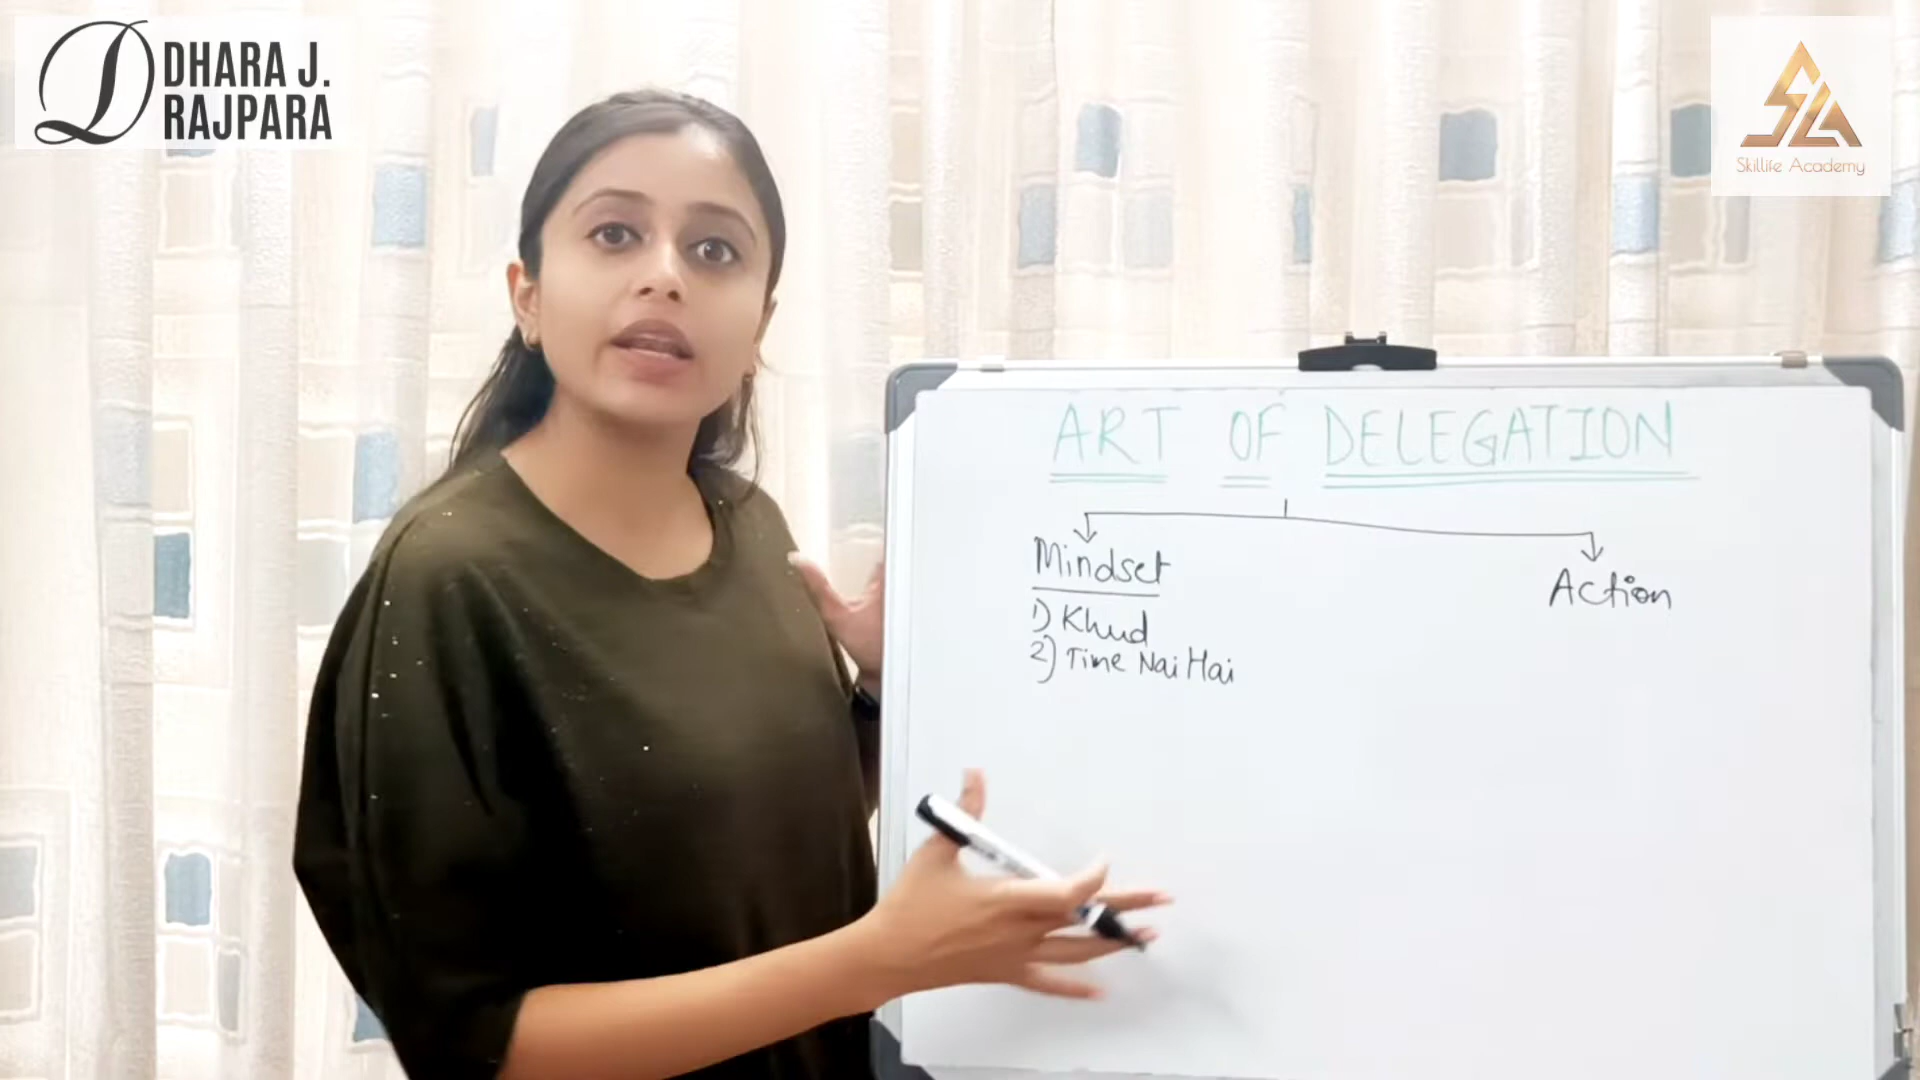 DHARA J.
RAJPARA
Skillife Academy
ART OF DELEGATION
Mindset
Action
1) Khud
2) Time Nai Hai